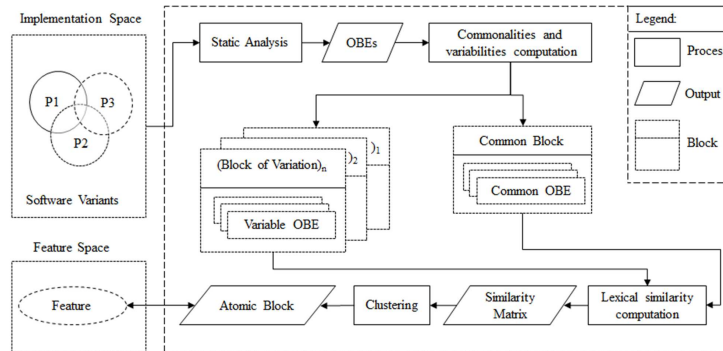 Implementation Space
P1
P3
P2
Software Variants
Static Analysis
OBEs
Commonalities and
variabilities computation
Legend:
Proces
Output
Block
)1
)2
(Block of Variation)n
Variable OBE
Common Block
Common OBE
Feature Space
Feature
Atomic Block
Clustering
Similarity
Matrix
Lexical similarity
computation